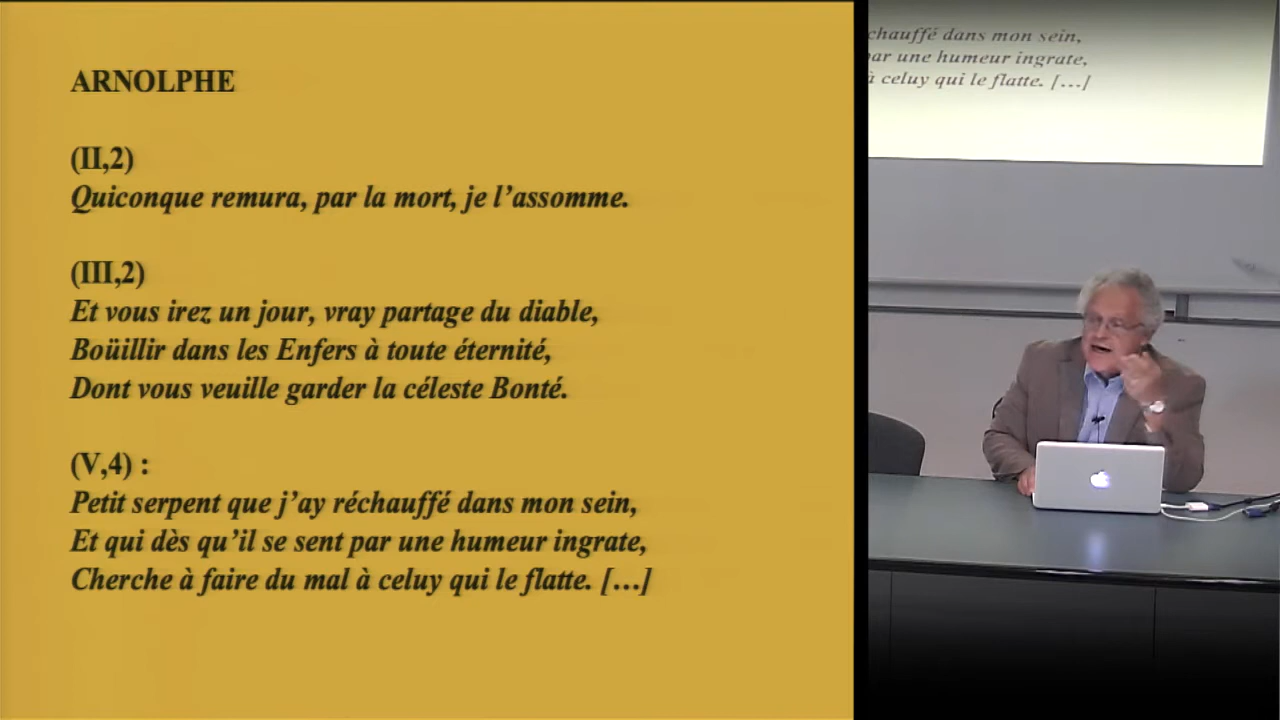 ARNOLPHE
(II,2)
Quiconque remura, par la mort, je l’assomme.
(III,2)
Et vous irez un jour, vray partage du diable,
Boüillir dans les Enfers à toute éternité,
Dont vous veuille garder la céleste Bonté.
(V,4) :
Petit serpent que j’ay réchauffé dans mon sein,
Et qui dès qu’il se sent par une humeur ingrate,
Cherche à faire du mal à celuy qui le flatte. […]
chauffé dans mon sein,
par une humeur ingrate,
à celuy qui le flatte. […]